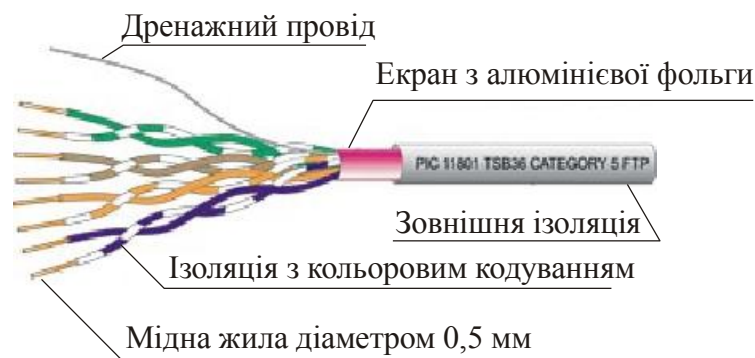 Дренажний провід
Екран з алюмінієвої фольги
PIC 11801 TSB36 CATEGORY 5 FTP
Зовнішня ізоляція
Ізоляція з кольоровим кодуванням
Мідна жила діаметром 0,5 мм